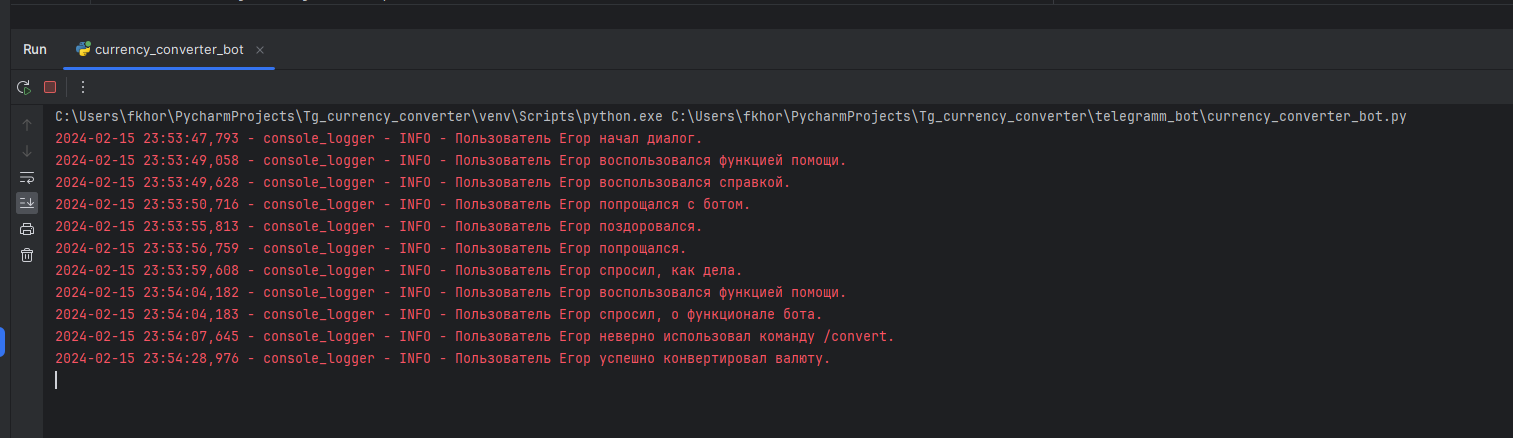 Run
currency_converter_bot
C:\Users\fkhor\PycharmProjects\Tg_currency_converter\venv\Scripts\python.exe C:\Users\fkhor\PycharmProjects\Tg_currency_converter\telegramm_bot\currency_converter_bot.py
2024-02-15 23:53:47,793 - console_logger - INFO - Пользователь Егор начал диалог.
2024-02-15 23:53:49,058 - console_logger - INFO - Пользователь Егор воспользовался функцией помощи.
2024-02-15 23:53:49,628 - console_logger - INFO - Пользователь Егор воспользовался справкой.
2024-02-15 23:53:50,716 - console_logger - INFO - Пользователь Егор попрощался с ботом.
2024-02-15 23:53:55,813 - console_logger - INFO - Пользователь Егор поздоровался.
2024-02-15 23:53:56,759 - console_logger - INFO - Пользователь Егор попрощался.
2024-02-15 23:53:59,608 - console_logger - INFO - Пользователь Егор спросил, как дела.
2024-02-15 23:54:04,182 - console_logger - INFO - Пользователь Егор воспользовался функцией помощи.
2024-02-15 23:54:04,183 - console_logger - INFO - Пользователь Егор спросил, о функционале бота.
2024-02-15 23:54:07,645 - console_logger - INFO - Пользователь Егор неверно использовал команду /convert.
2024-02-15 23:54:28,976 - console_logger - INFO - Пользователь Егор успешно конвертировал валюту.